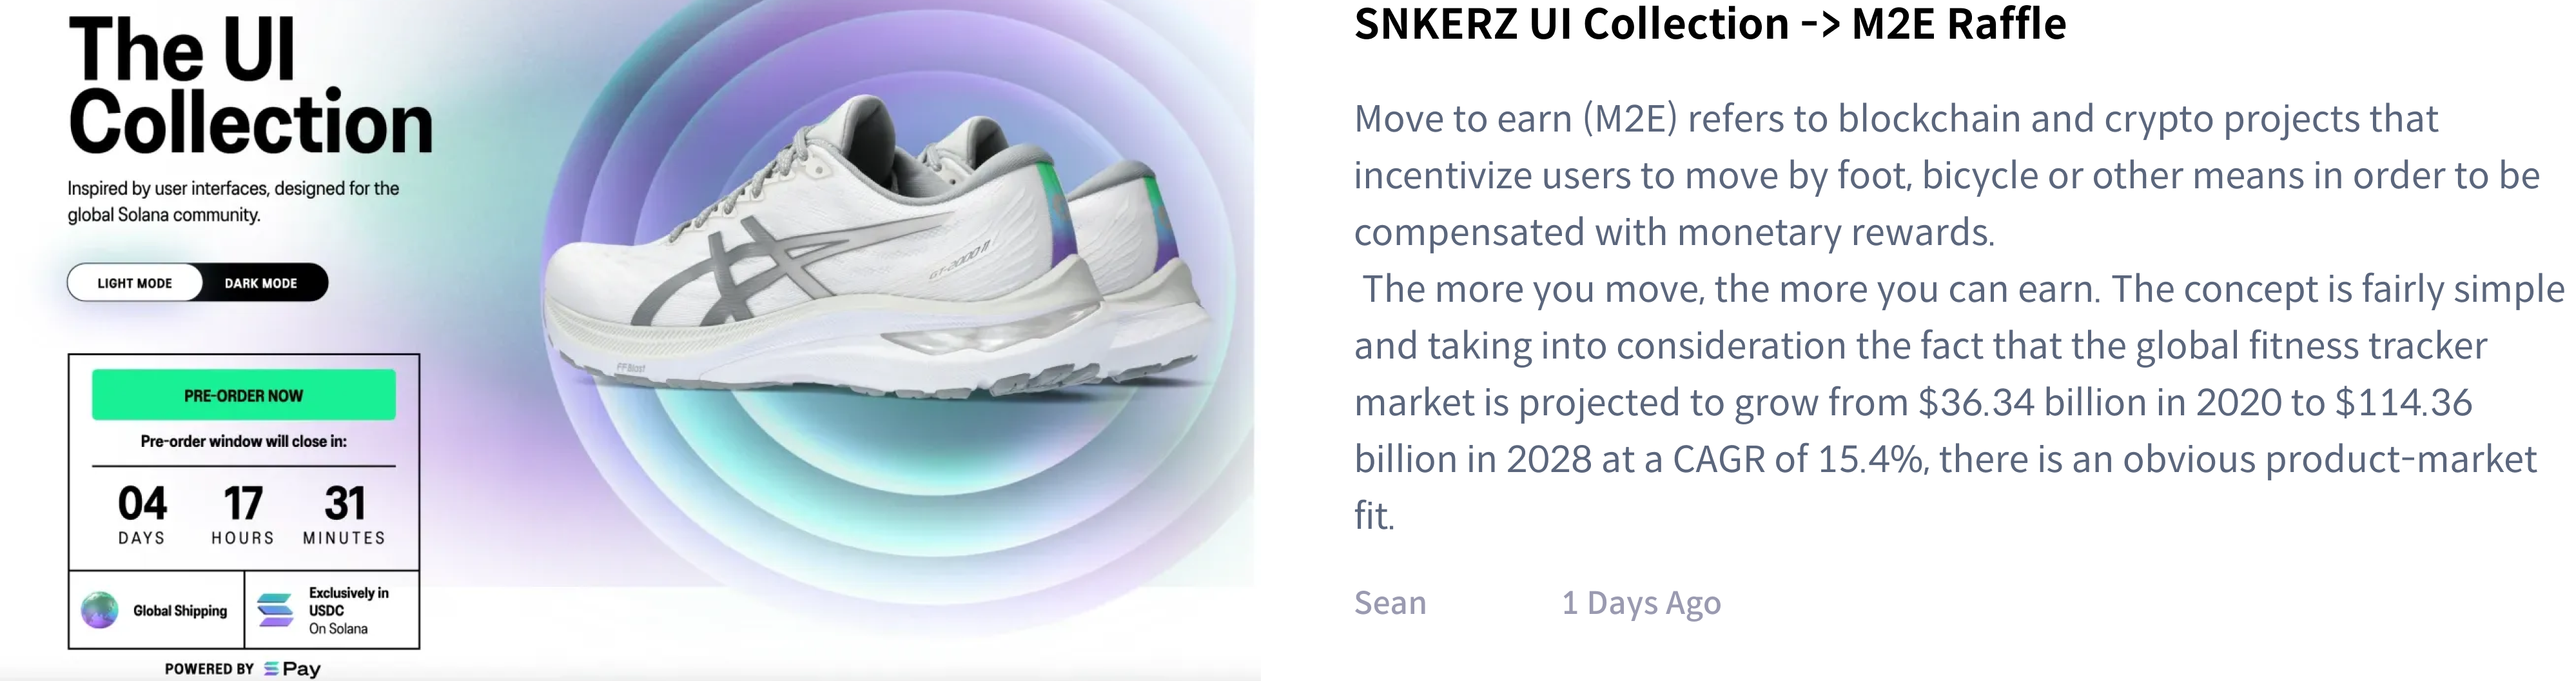 The UI
Collection
Inspired by user interfaces, designed for the
global Solana community.
LIGHT MODE DARK MODE
PRE-ORDER NOW
Pre-order window will close in:
04 17 31
DAYS HOURS MINUTES
Global Shipping
Exclusively in
USDC
On Solana
POWERED BY Pay
GT-2000 11
FF Blast
SNKERZ UI Collection -> M2E Raffle
Move to earn (M2E) refers to blockchain and crypto projects that
incentivize users to move by foot, bicycle or other means in order to be
compensated with monetary rewards.
The more you move, the more you can earn. The concept is fairly simple
and taking into consideration the fact that the global fitness tracker
market is projected to grow from $36.34 billion in 2020 to $114.36
billion in 2028 at a CAGR of 15.4%, there is an obvious product-market
fit.
Sean 1 Days Ago